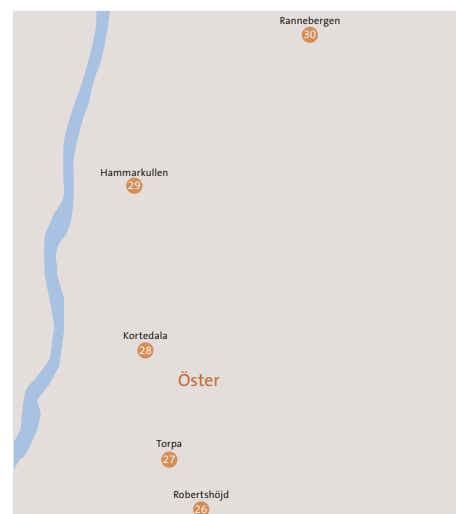 Rannebergen
30
Hammarkullen
29
Kortedala
28
Öster
Torpa
27
Robertshöjd
26